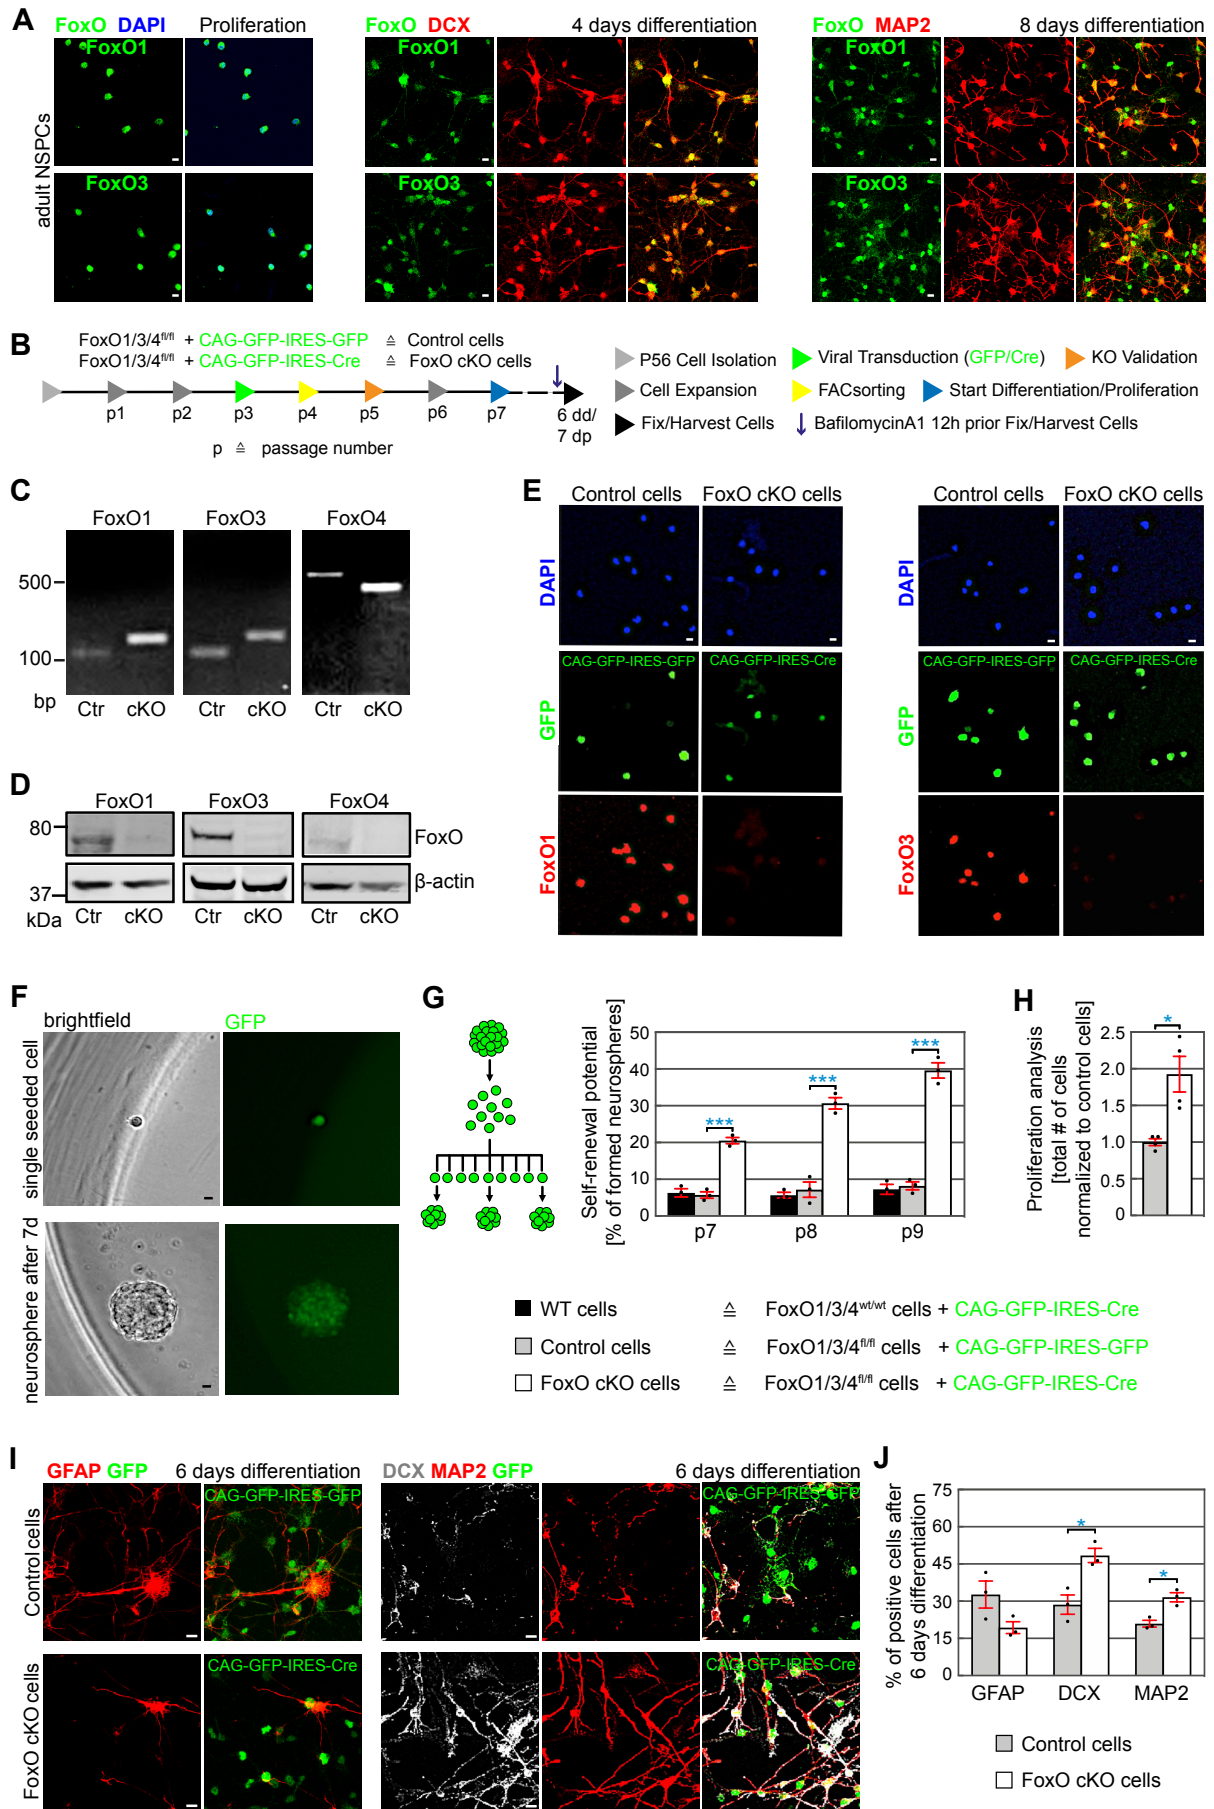 A
FoxO DAPI Proliferation
FoxO DCX 4 days differentiation
FoxO MAP2 8 days differentiation
adult NSPCs
FoxO1
FoxO1
FoxO1
FoxO3
FoxO3
FoxO3
B
FoxO1/3/4fl/fl + CAG-GFP-IRES-GFP ≙ Control cells
FoxO1/3/4fl/fl + CAG-GFP-IRES-Cre ≙ FoxO cKO cells
p1 p2 p3 p4 p5 p6 p7 6 dd/
7 dp
p ≙ passage number
P56 Cell Isolation Viral Transduction (GFP/Cre) KO Validation
Cell Expansion FACsorting Start Differentiation/Proliferation
Fix/Harvest Cells BafilomycinA1 12h prior Fix/Harvest Cells
C
FoxO1 FoxO3 FoxO4
500
100
bp
Ctr cKO Ctr cKO Ctr cKO
D
FoxO1 FoxO3 FoxO4
80
FoxO
β-actin
37
kDa
Ctr cKO Ctr cKO Ctr cKO
E
Control cells FoxO cKO cells Control cells FoxO cKO cells
DAPI
DAPI
CAG-GFP-IRES-GFP CAG-GFP-IRES-Cre CAG-GFP-IRES-GFP CAG-GFP-IRES-Cre
GFP
GFP
FoxO1
FoxO3
F
brightfield GFP
single seeded cell
neurosphere after 7d
G
Self-renewal potential
[% of formed neurospheres]
50
40
30
20
10
0
***
***
***
p7 p8 p9
H
Proliferation analysis
[total # of cells
normalized to control cells]
2.5
2.0
1.5
1.0
0.5
0
*
WT cells ≙ FoxO1/3/4wt/wt cells + CAG-GFP-IRES-Cre
Control cells ≙ FoxO1/3/4fl/fl cells + CAG-GFP-IRES-GFP
FoxO cKO cells ≙ FoxO1/3/4fl/fl cells + CAG-GFP-IRES-Cre
I
GFAP GFP 6 days differentiation
DCX MAP2 GFP 6 days differentiation
Control cells
CAG-GFP-IRES-GFP
CAG-GFP-IRES-GFP
FoxO cKO cells
CAG-GFP-IRES-Cre
CAG-GFP-IRES-Cre
J
% of positive cells after
6 days differentiation
75
60
45
30
15
0
*
*
GFAP DCX MAP2
Control cells
FoxO cKO cells